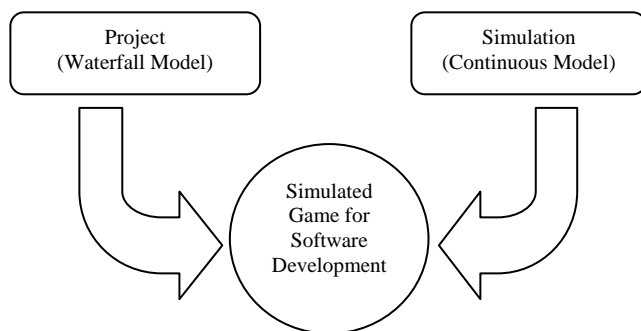 Project
(Waterfall Model)
Simulation
(Continuous Model)
Simulated
Game for
Software
Development